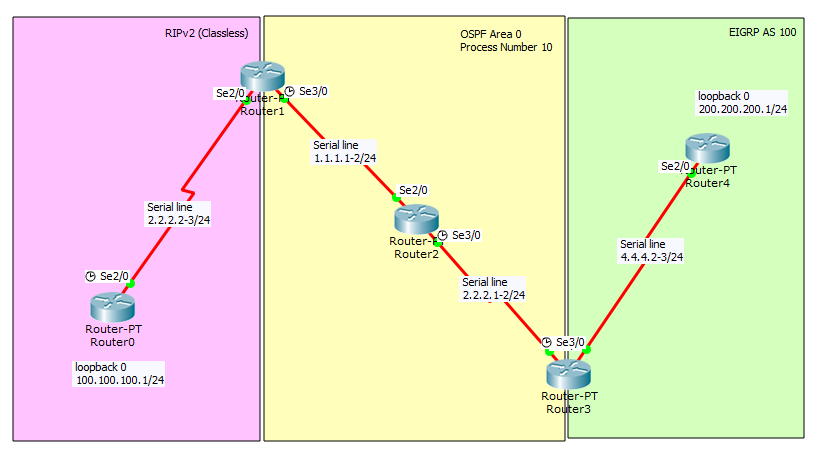 RIPv2 (Classless)
OSPF Area 0
Process Number 10
EIGRP AS 100
loopback 0
200.200.200.1/24
Se2/0
Se3/0
Router1
Serial line
1.1.1.1-2/24
Se2/0
Router-PT
Router4
Se2/0
Serial line
2.2.2.2-3/24
Se3/0
Router2
Serial line
4.4.4.2-3/24
Se2/0
Serial line
2.2.2.1-2/24
Router-PT
Router0
Se3/0
loopback 0
100.100.100.1/24
Router-PT
Router3